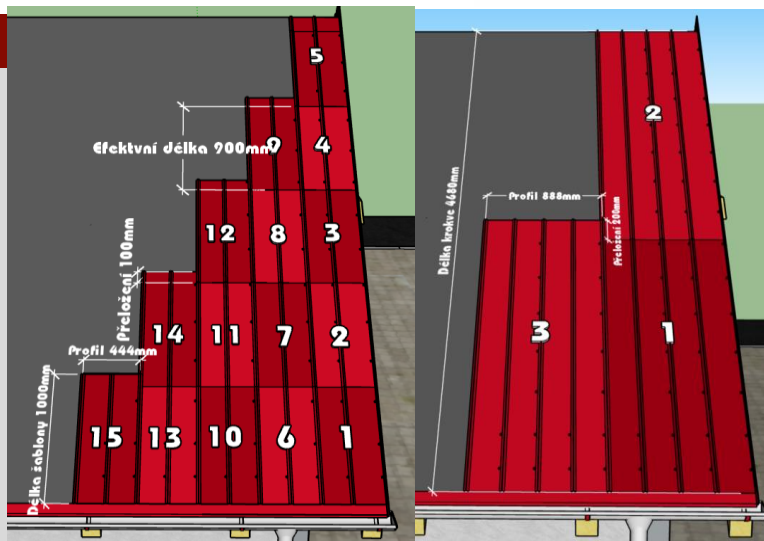 5
Efektvní délka 900mm
9
4
12
8
3
Přeložení 100mm
14
11
7
2
Profil 444mm
Délka šablony 1000mm
15
13
10
6
1
2
Délka krokve 4680mm
Profil 888mm
Přeložení 200mm
3
1